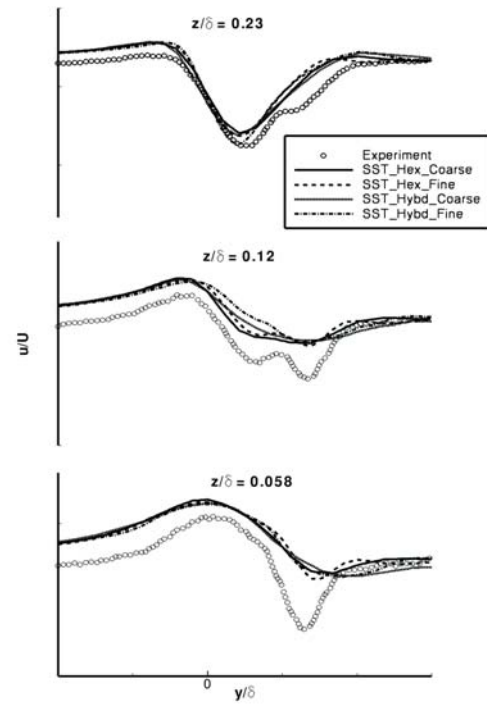 z/δ = 0.23
Experiment
SST_Hex_Coarse
SST_Hex_Fine
SST_Hybd_Coarse
SST_Hybd_Fine
z/δ = 0.12
u/U
z/δ = 0.058
0
y/δ